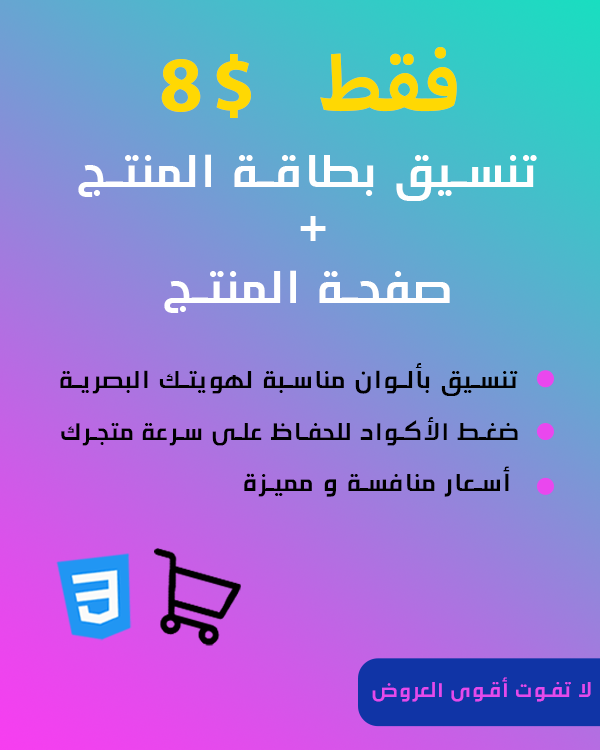 فقط $8
تنسيق بطاقة المنتج
+
صفحة المنتج
تنسيق بألوان مناسبة لهويتك البصرية
ضغط الأكواد للحفاظ على سرعة متجرك
أسعار منافسة و مميزة
لا تفوت أقوى العروض